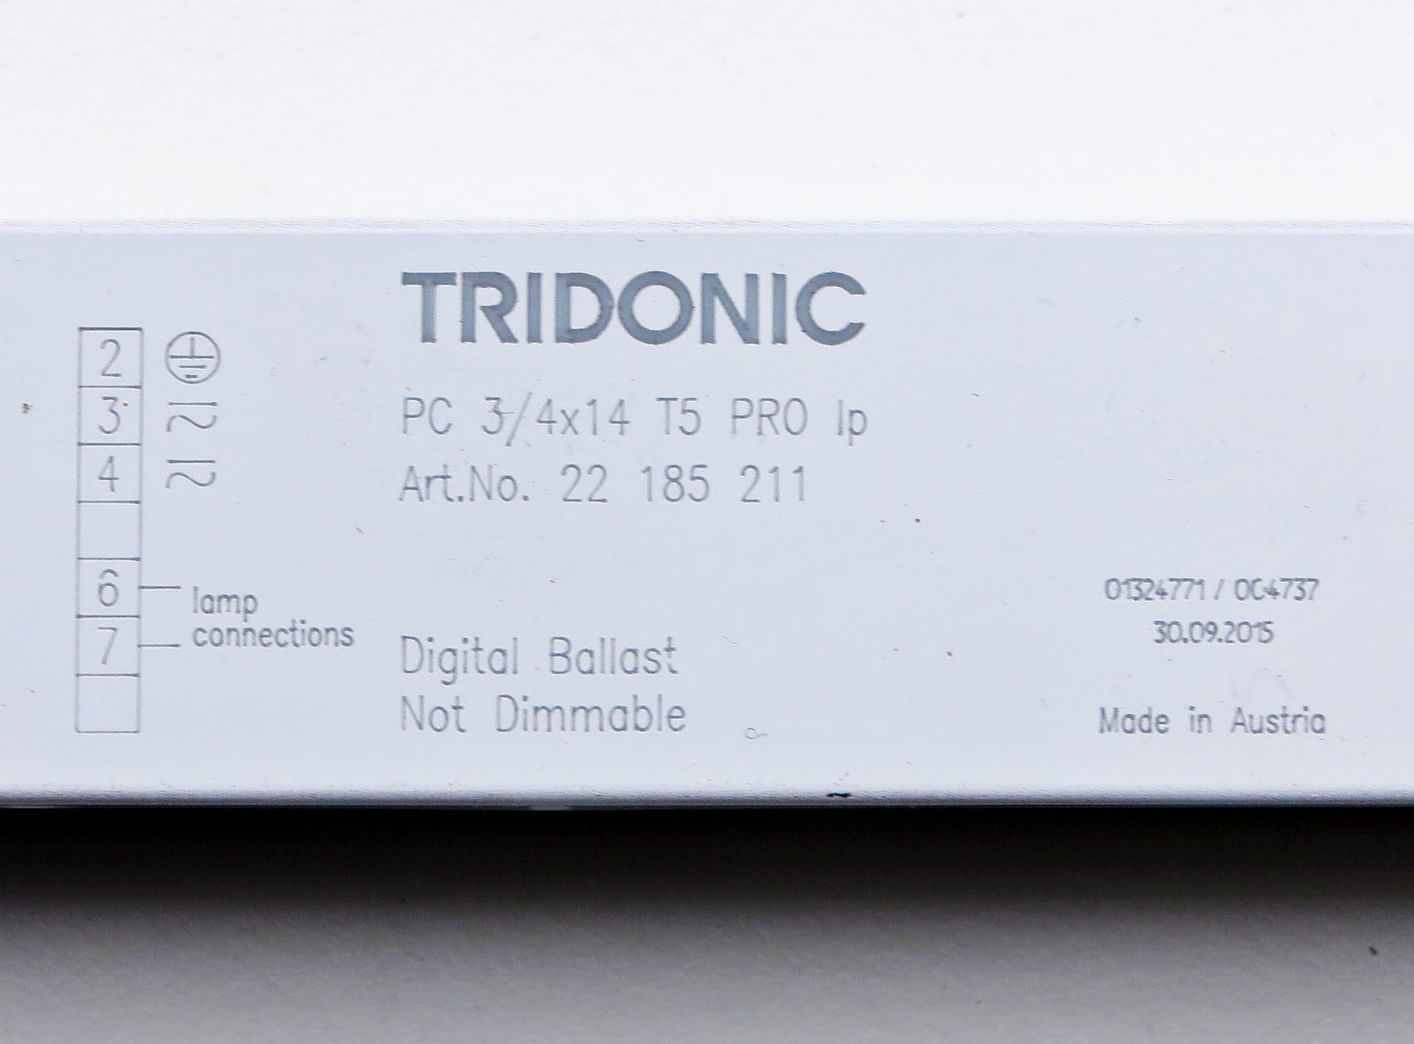 TRIDONIC
2
3
4
6
7
lamp
connections
PC 3/4x14 T5 PRO lp
Art.No. 22 185 211
Digital Ballast
Not Dimmable
01324771 / 004737
30.09.2015
Made in Austria